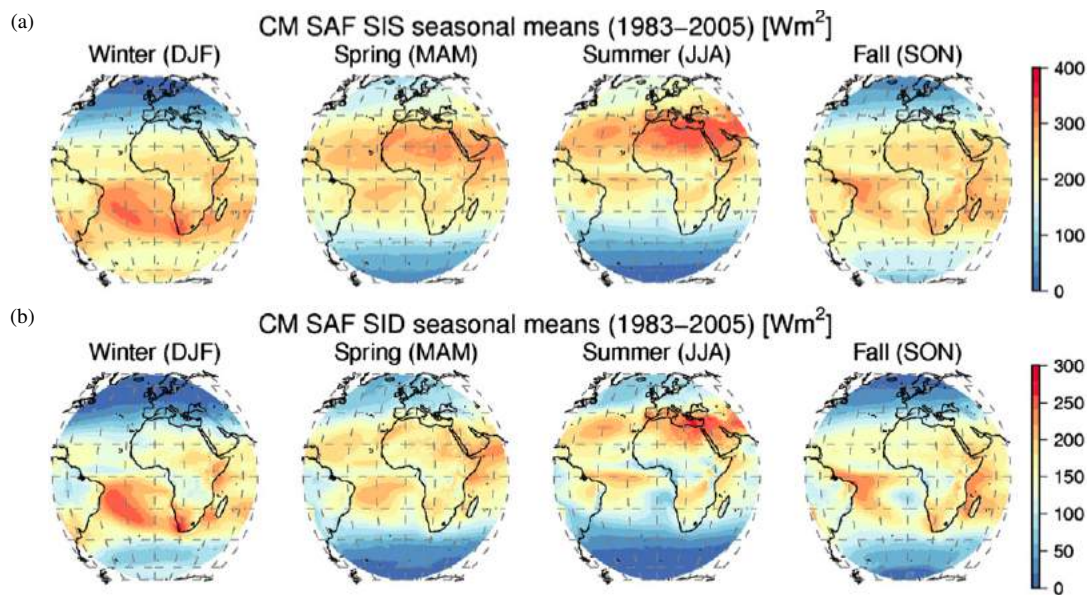 (a)
CM SAF SIS seasonal means (1983–2005) [Wm²]
Winter (DJF) Spring (MAM) Summer (JJA) Fall (SON)
400
300
200
100
0
(b)
CM SAF SID seasonal means (1983–2005) [Wm²]
Winter (DJF) Spring (MAM) Summer (JJA) Fall (SON)
300
250
200
150
100
50
0